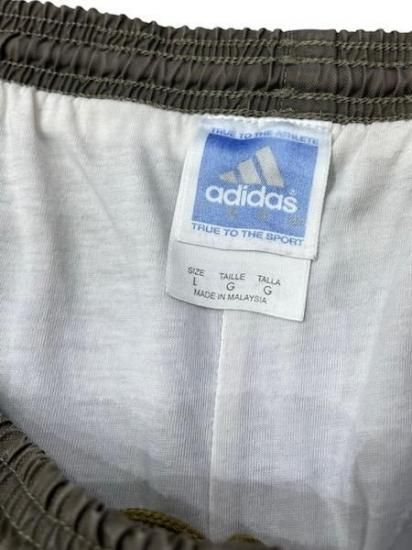 TRUE TO THE ATHLETE
adidas®
TRUE TO THE SPORT
SIZE TAILLE TALLA
L G G
MADE IN MALAYSIA